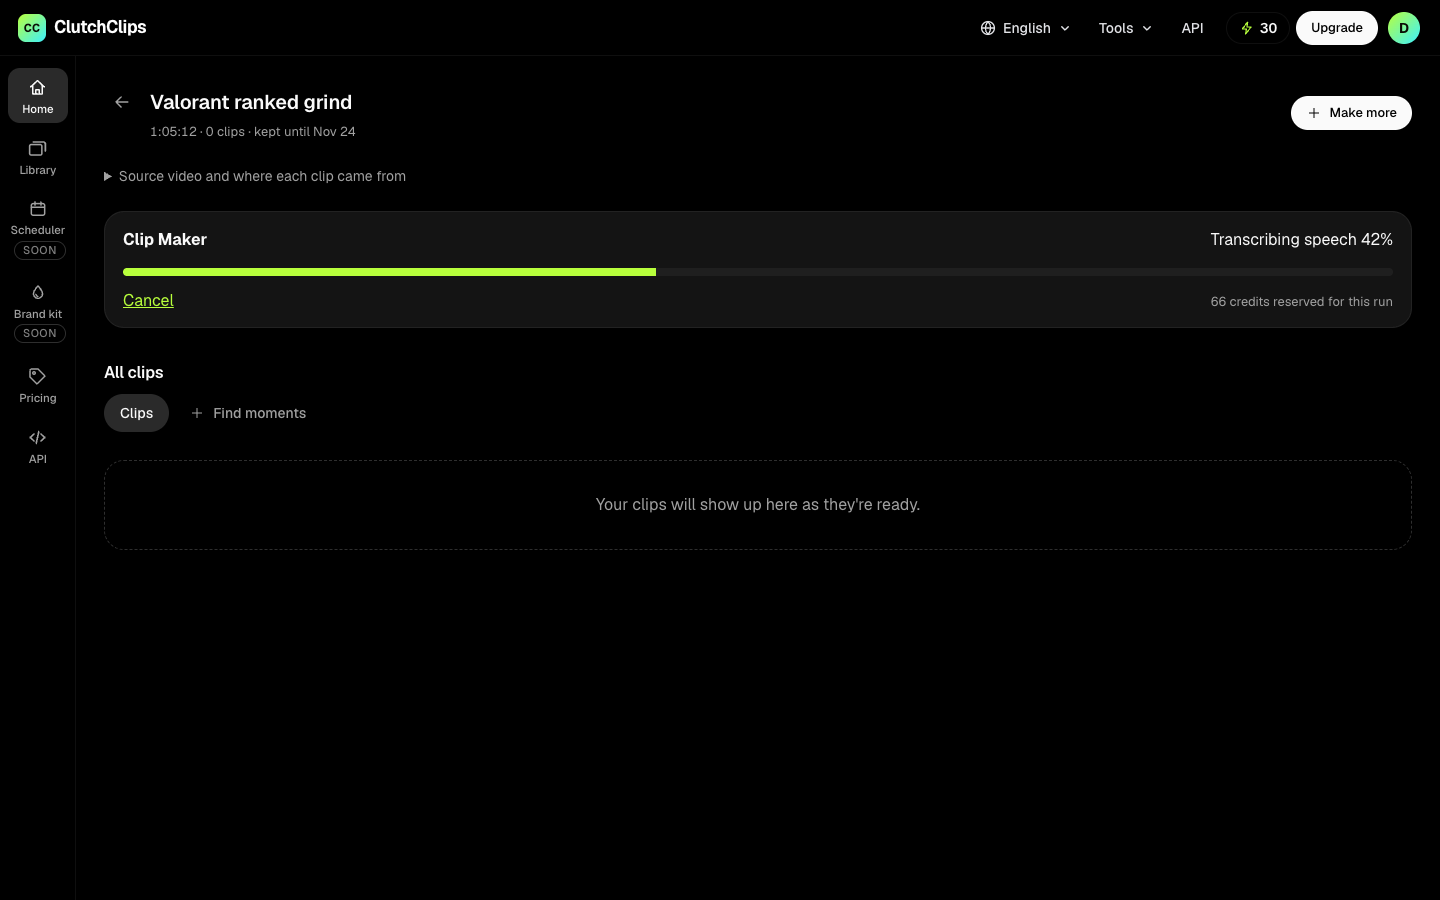 CC ClutchClips
English
Tools
API
30
Upgrade
D
Home
Library
Scheduler
SOON
Brand kit
SOON
Pricing
API
Valorant ranked grind
1:05:12 · 0 clips · kept until Nov 24
Make more
Source video and where each clip came from
Clip Maker
Transcribing speech 42%
Cancel
66 credits reserved for this run
All clips
Clips
Find moments
Your clips will show up here as they're ready.